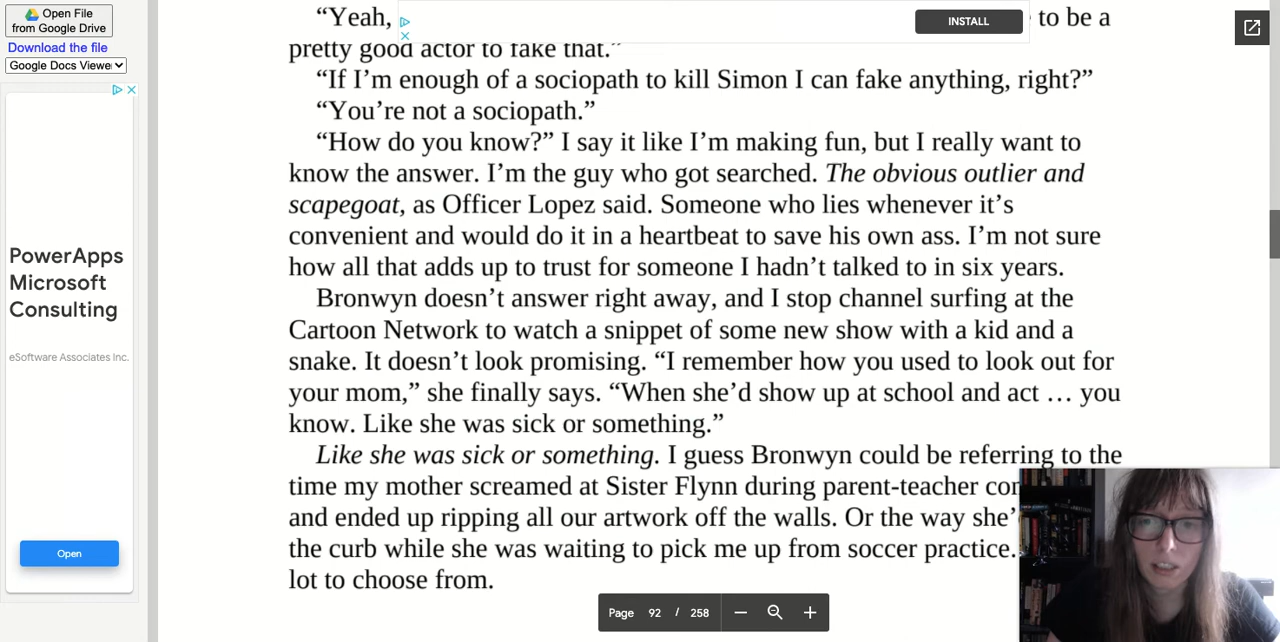 Open File
from Google Drive
Download the file
Google Docs Viewe
PowerApps
Microsoft
Consulting
eSoftware Associates Inc.
Open
“Yeah,
INSTALL
to be a
pretty good actor to fake that.”
“If I’m enough of a sociopath to kill Simon I can fake anything, right?”
“You’re not a sociopath.”
“How do you know?” I say it like I’m making fun, but I really want to
know the answer. I’m the guy who got searched. The obvious outlier and
scapegoat, as Officer Lopez said. Someone who lies whenever it’s
convenient and would do it in a heartbeat to save his own ass. I’m not sure
how all that adds up to trust for someone I hadn’t talked to in six years.
Bronwyn doesn’t answer right away, and I stop channel surfing at the
Cartoon Network to watch a snippet of some new show with a kid and a
snake. It doesn’t look promising. “I remember how you used to look out for
your mom,” she finally says. “When she’d show up at school and act … you
know. Like she was sick or something.”
Like she was sick or something. I guess Bronwyn could be referring to the
time my mother screamed at Sister Flynn during parent-teacher
and ended up ripping all our artwork off the walls. Or the way
the curb while she was waiting to pick me up from soccer practice.
lot to choose from.
Page 92 / 258